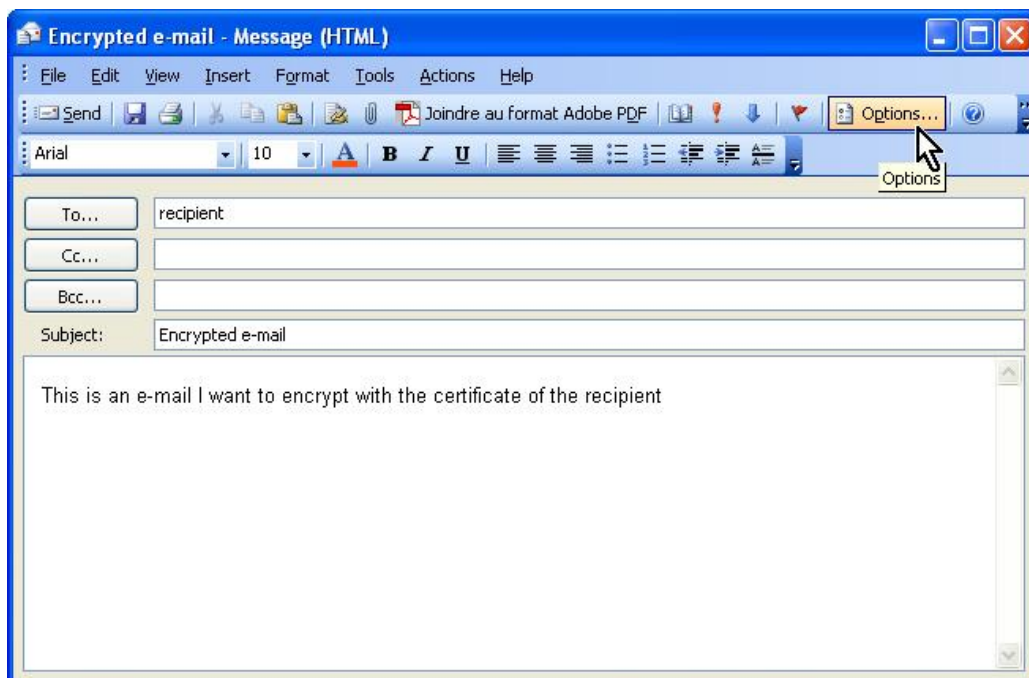 Encrypted e-mail - Message (HTML)
File Edit View Insert Format Tools Actions Help
Send Joindre au format Adobe PDF Options...
Arial 10 A B I U
Options
To... recipient
Cc...
Bcc...
Subject: Encrypted e-mail
This is an e-mail I want to encrypt with the certificate of the recipient